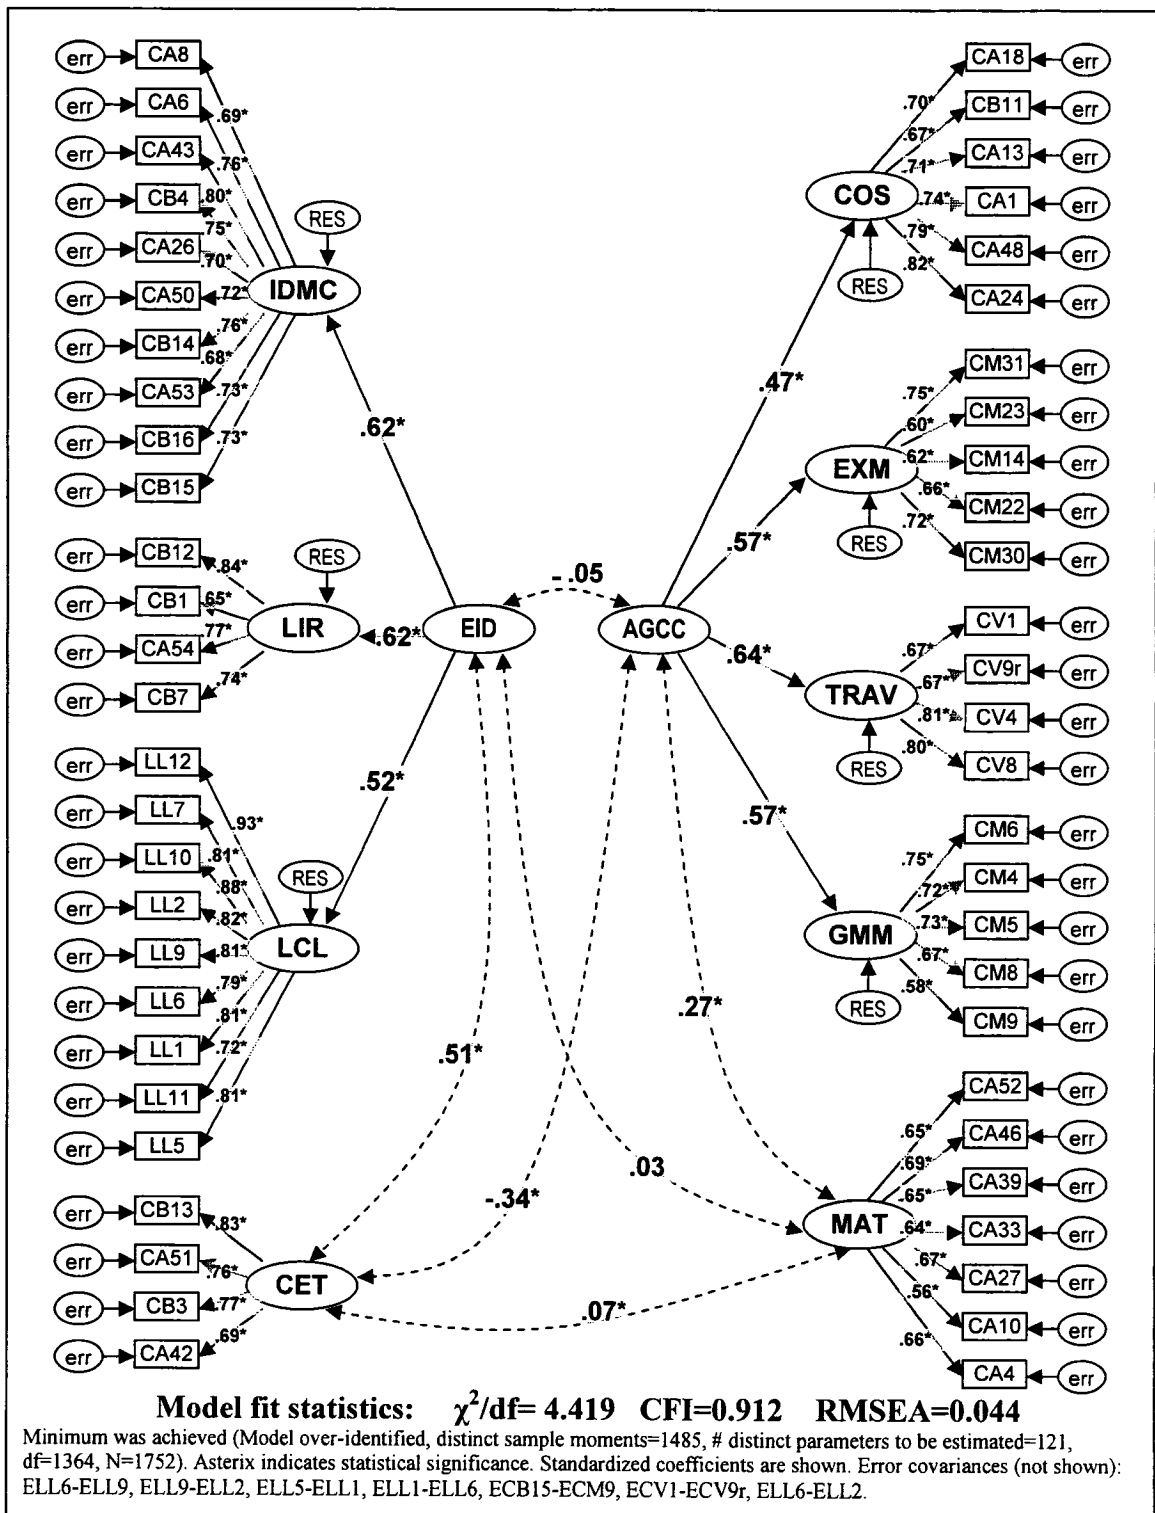 err CA8
err CA6
err CA43
err CB4
err CA26
err CA50
err CB14
err CA53
err CB16
err CB15
.69*
.76*
.80*
.75*
.70*
.72*
.76*
.68*
.73*
.73*
RES
IDMC
.62*
err CB12
err CB1
err CA54
err CB7
.84*
.65*
.77*
.74*
RES
LIR
.62*
EID
- .05
AGCC
err LL12
err LL7
err LL10
err LL2
err LL9
err LL6
err LL1
err LL11
err LL5
.93*
.81*
.88*
.82*
.81*
.79*
.81*
.72*
.81*
RES
LCL
.52*
err CB13
err CA51
err CB3
err CA42
.83*
.76*
.77*
.69*
CET
.51*
-.34*
.03
.27*
.07*
CA18 err
CB11 err
CA13 err
CA1 err
CA48 err
CA24 err
.70*
.67*
.71*
.74*
.79*
.82*
COS
RES
.47*
CM31 err
CM23 err
CM14 err
CM22 err
CM30 err
.75*
.60*
.62*
.66*
.72*
EXM
RES
.57*
CV1 err
CV9r err
CV4 err
CV8 err
.67*
.67*
.81*
.80*
TRAV
RES
.64*
CM6 err
CM4 err
CM5 err
CM8 err
CM9 err
.75*
.72*
.73*
.67*
.58*
GMM
RES
.57*
CA52 err
CA46 err
CA39 err
CA33 err
CA27 err
CA10 err
CA4 err
.65*
.69*
.65*
.64*
.67*
.56*
.66*
MAT
Model fit statistics: χ²/df= 4.419 CFI=0.912 RMSEA=0.044
Minimum was achieved (Model over-identified, distinct sample moments=1485, # distinct parameters to be estimated=121,
df=1364, N=1752). Asterix indicates statistical significance. Standardized coefficients are shown. Error covariances (not shown):
ELL6-ELL9, ELL9-ELL2, ELL5-ELL1, ELL1-ELL6, ECB15-ECM9, ECV1-ECV9r, ELL6-ELL2.